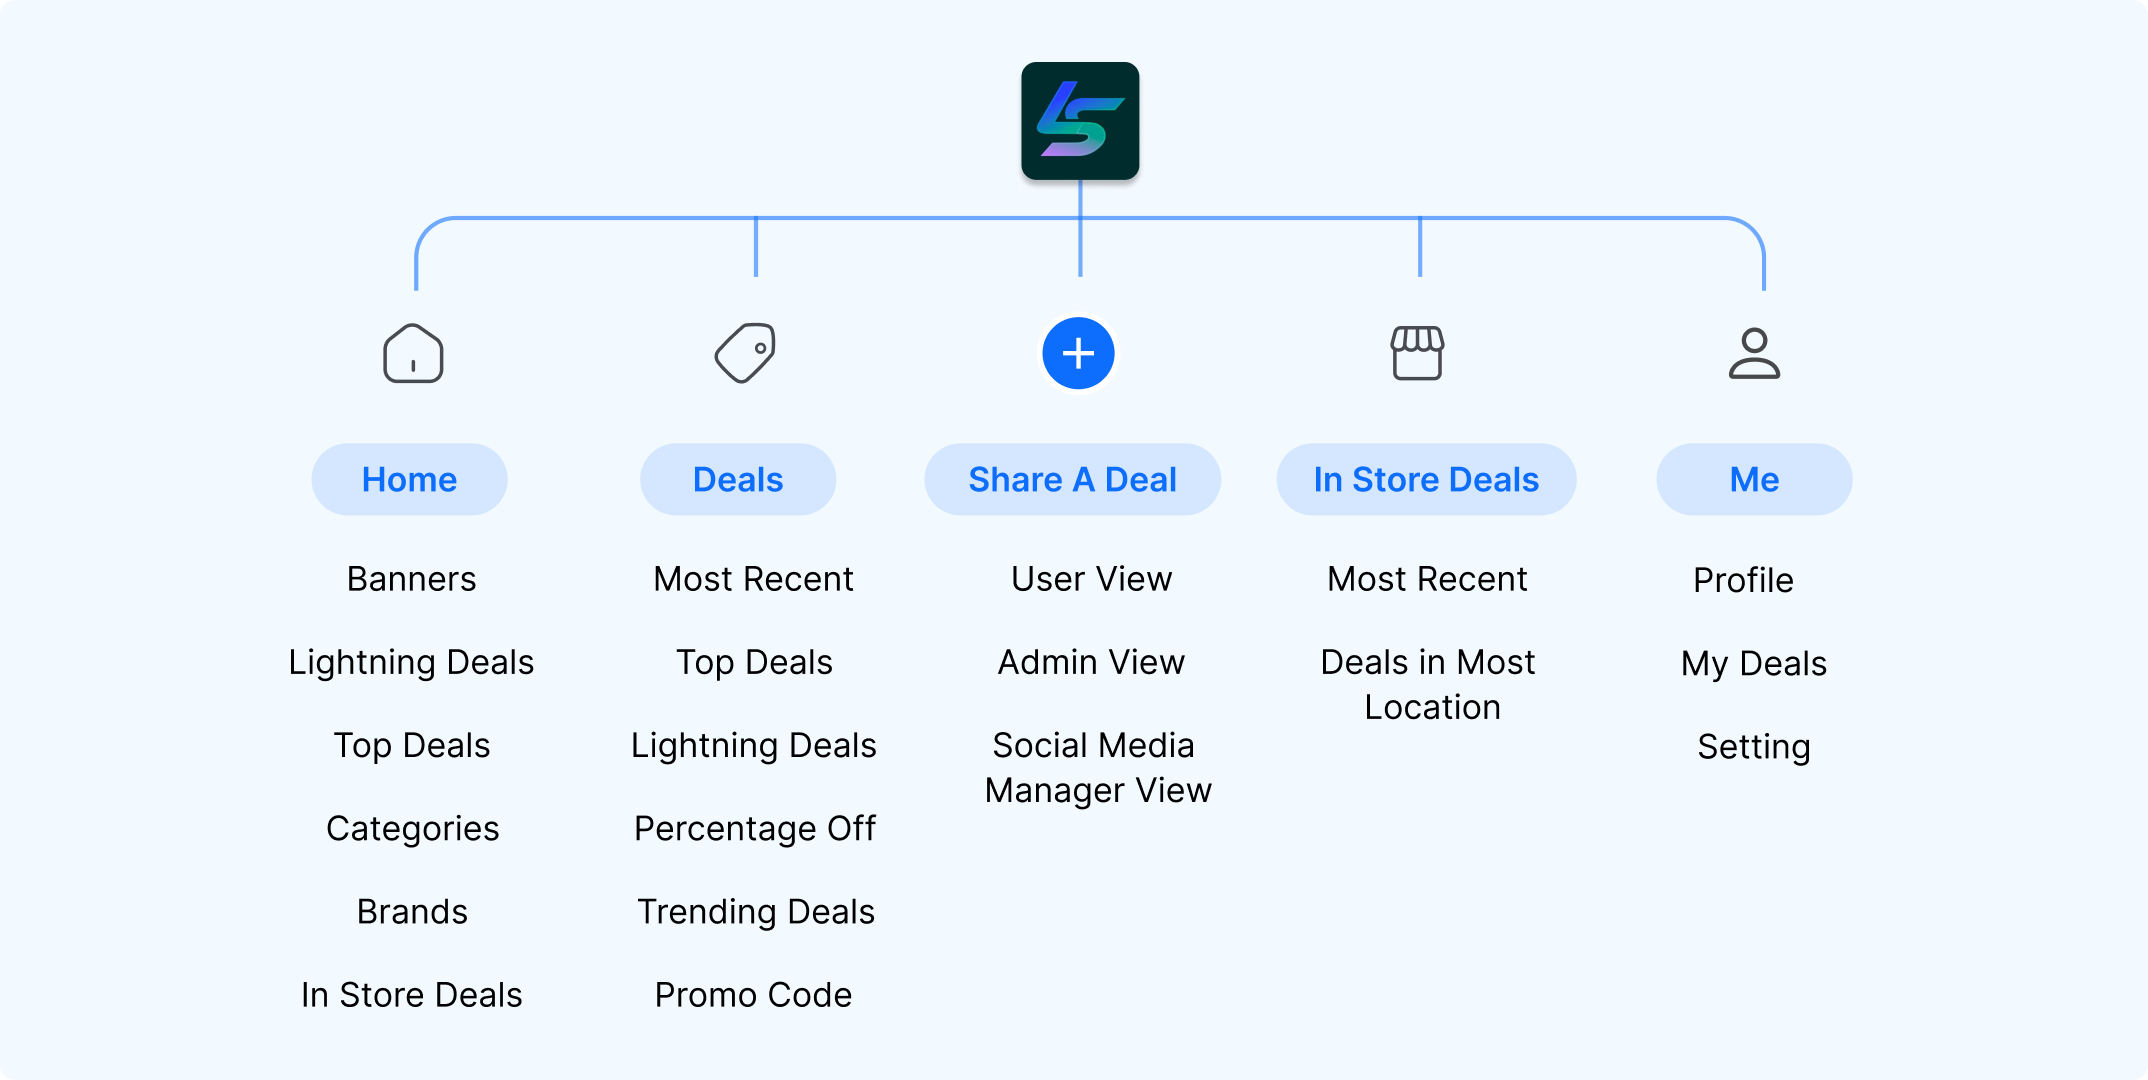 Home
Banners
Lightning Deals
Top Deals
Categories
Brands
In Store Deals
Deals
Most Recent
Top Deals
Lightning Deals
Percentage Off
Trending Deals
Promo Code
Share A Deal
User View
Admin View
Social Media
Manager View
In Store Deals
Most Recent
Deals in Most
Location
Me
Profile
My Deals
Setting